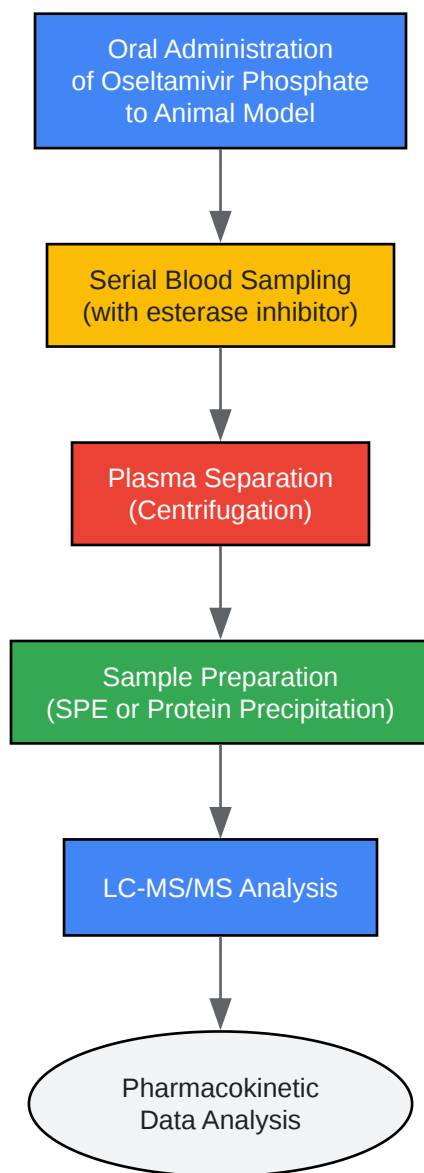 Oral Administration
of Oseltamivir Phosphate
to Animal Model
Serial Blood Sampling
(with esterase inhibitor)
Plasma Separation
(Centrifugation)
Sample Preparation
(SPE or Protein Precipitation)
LC-MS/MS Analysis
Pharmacokinetic
Data Analysis